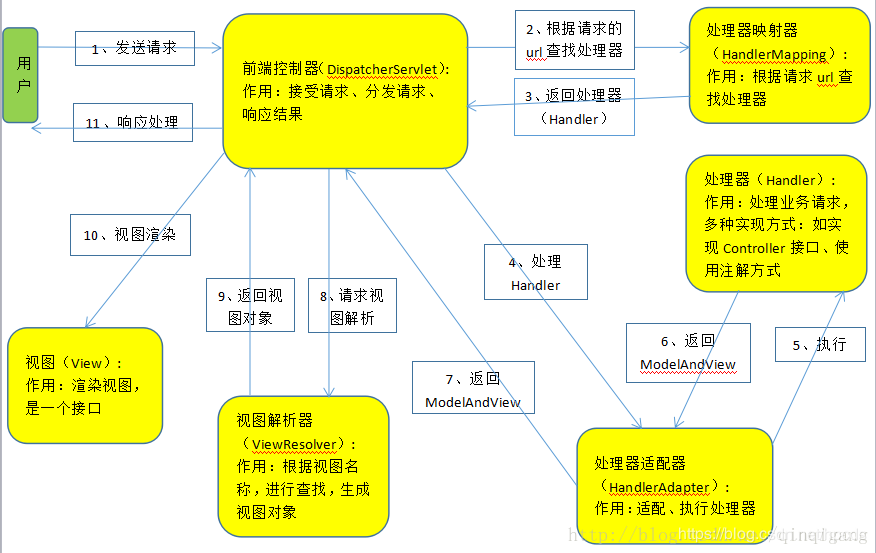 用
户
1、发送请求
11、响应处理
前端控制器(DispatcherServlet):
作用：接受请求、分发请求、
响应结果
2、根据请求的
url查找处理器
3、返回处理器
（Handler）
处理器映射器
（HandlerMapping）:
作用：根据请求url查
找处理器
处理器（Handler）:
作用：处理业务请求，
多种实现方式：如实
现Controller接口、使
用注解方式
10、视图渲染
9、返回视
图对象
8、请求视
图解析
4、处理
Handler
7、返回
ModelAndView
6、返回
ModelAndView
5、执行
视图（View）:
作用：渲染视图，
是一个接口
视图解析器
（ViewResolver）:
作用：根据视图名
称，进行查找，生成
视图对象
处理器适配器
（HandlerAdapter）:
作用：适配、执行处理器